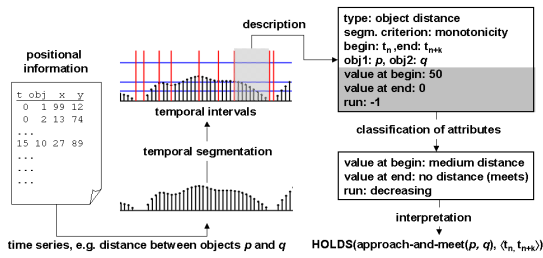 positional
information
t obj x y
0 1 99 12
0 2 13 74
...
15 10 27 89
...
...
...
time series, e.g. distance between objects p and q
temporal segmentation
temporal intervals
description
type: object distance
segm. criterion: monotonicity
begin: tn ,end: tn+k
obj1: p, obj2: q
value at begin: 50
value at end: 0
run: -1
classification of attributes
value at begin: medium distance
value at end: no distance (meets)
run: decreasing
interpretation
HOLDS(approach-and-meet(p, q), ⟨tn, tn+k⟩)